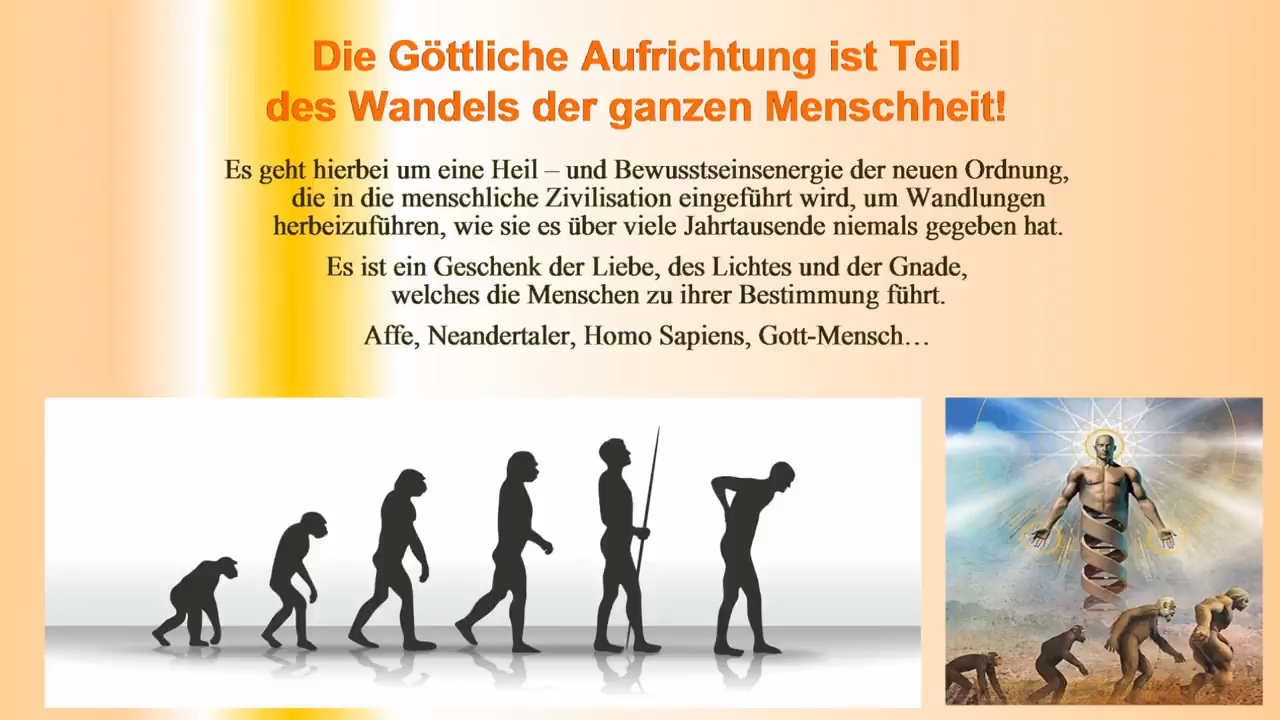 Die Göttliche Aufrichtung ist Teil
des Wandels der ganzen Menschheit!
Es geht hierbei um eine Heil – und Bewusstseinsenergie der neuen Ordnung,
die in die menschliche Zivilisation eingeführt wird, um Wandlungen
herbeizuführen, wie sie es über viele Jahrtausende niemals gegeben hat.
Es ist ein Geschenk der Liebe, des Lichtes und der Gnade,
welches die Menschen zu ihrer Bestimmung führt.
Affe, Neandertaler, Homo Sapiens, Gott-Mensch…